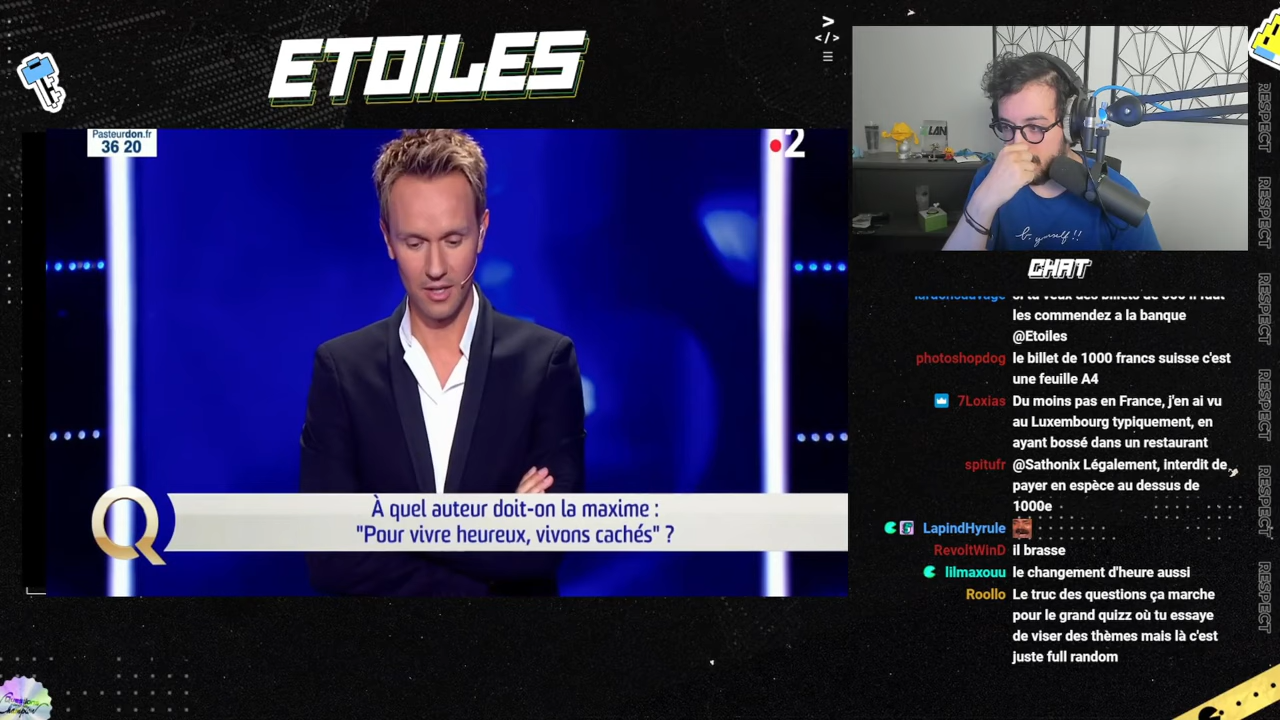 ETOILES
Pasteurdon.fr
36 20
2
À quel auteur doit-on la maxime :
"Pour vivre heureux, vivons cachés" ?
LAN
CHAT
les commendez a la banque
@Etoiles
photoshopdog le billet de 1000 francs suisse c'est
une feuille A4
7Loxias Du moins pas en France, j'en ai vu
au Luxembourg typiquement, en
ayant bossé dans un restaurant
spitufr @Sathonix Légalement, interdit de
payer en espèce au dessus de
1000e
LapindHyrule
RevoltWinD il brasse
lilmaxouu le changement d'heure aussi
Roollo Le truc des questions ça marche
pour le grand quizz où tu essaye
de viser des thèmes mais là c'est
juste full random
RESPECT
RESPECT
RESPECT
RESPECT
RESPECT
RESPECT